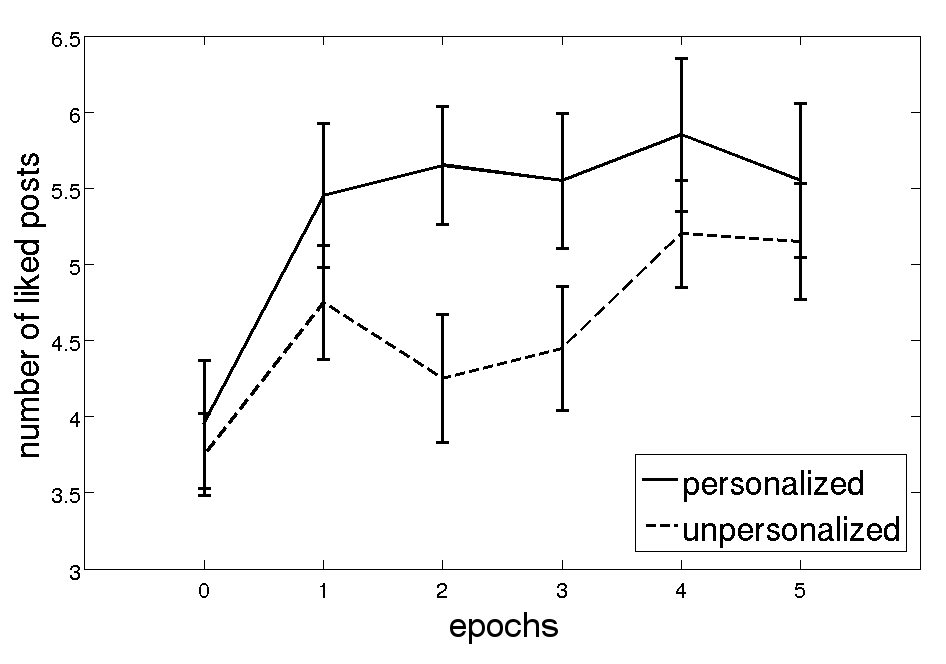 number of liked posts
6.5
6
5.5
5
4.5
4
3.5
3
0 1 2 3 4 5
epochs
personalized
unpersonalized